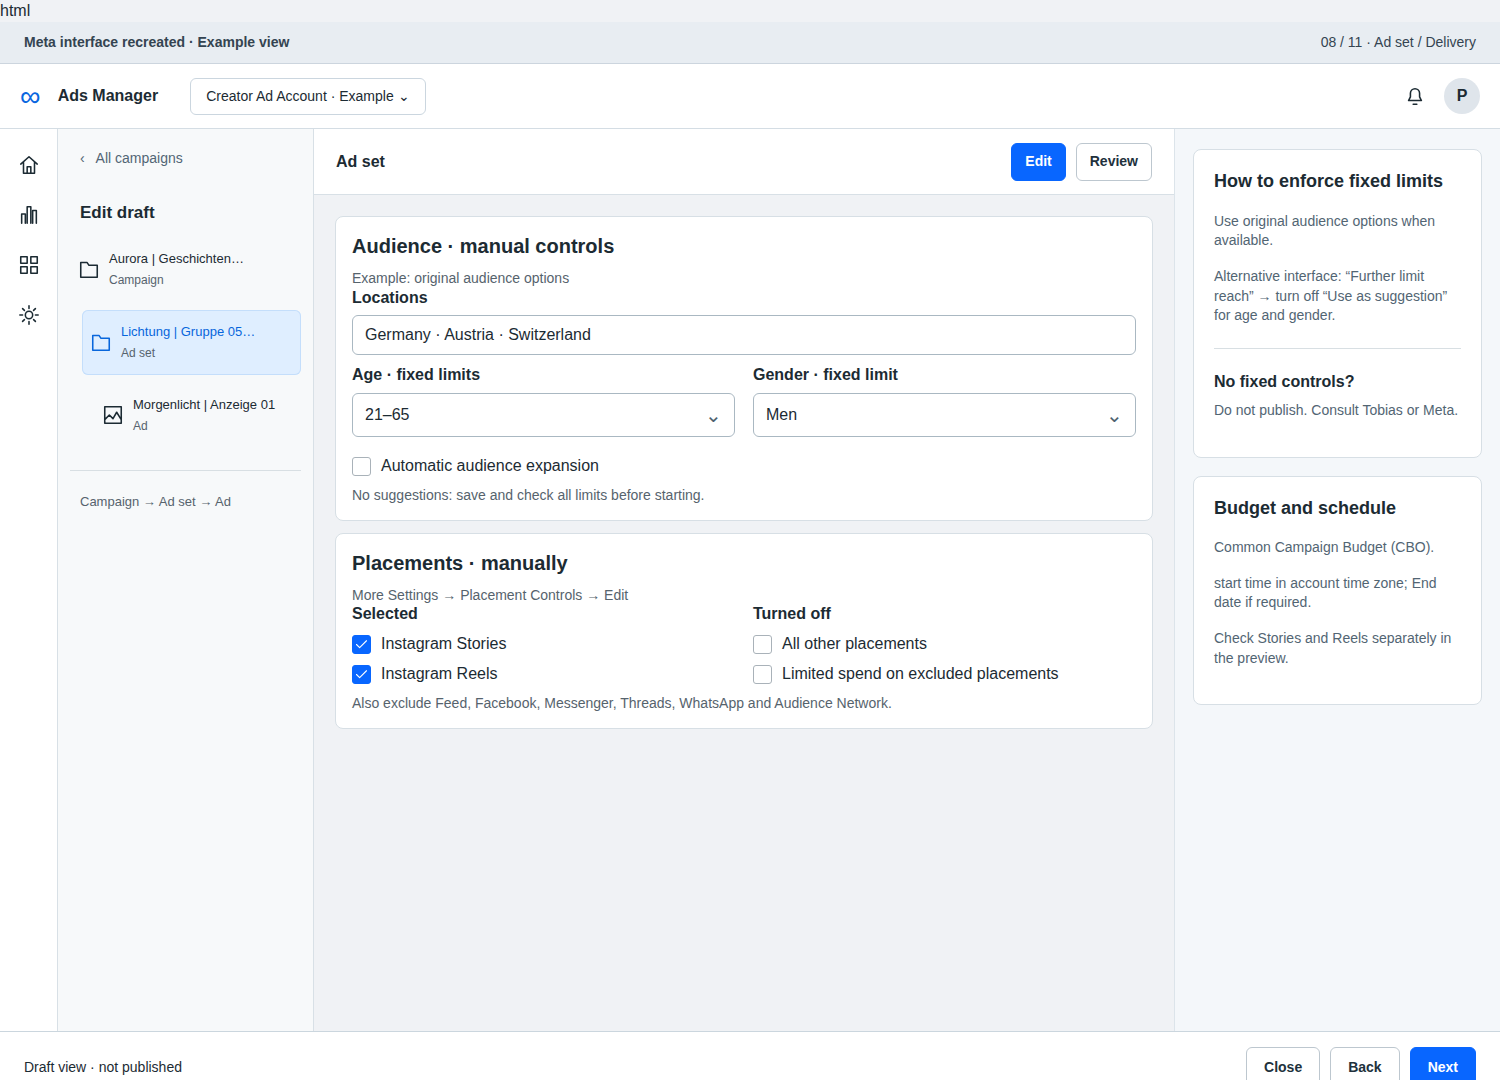 html
Meta interface recreated · Example view
08 / 11 · Ad set / Delivery
Ads Manager
Creator Ad Account · Example
P
‹ All campaigns
Edit draft
Aurora | Geschichten…
Campaign
Lichtung | Gruppe 05…
Ad set
Morgenlicht | Anzeige 01
Ad
Campaign → Ad set → Ad
Ad set
Edit
Review
Audience · manual controls
Example: original audience options
Locations
Germany · Austria · Switzerland
Age · fixed limits
Gender · fixed limit
21–65
Men
Automatic audience expansion
No suggestions: save and check all limits before starting.
Placements · manually
More Settings → Placement Controls → Edit
Selected
Turned off
Instagram Stories
All other placements
Instagram Reels
Limited spend on excluded placements
Also exclude Feed, Facebook, Messenger, Threads, WhatsApp and Audience Network.
How to enforce fixed limits
Use original audience options when
available.
Alternative interface: “Further limit
reach” → turn off “Use as suggestion”
for age and gender.
No fixed controls?
Do not publish. Consult Tobias or Meta.
Budget and schedule
Common Campaign Budget (CBO).
start time in account time zone; End
date if required.
Check Stories and Reels separately in
the preview.
Draft view · not published
Close
Back
Next